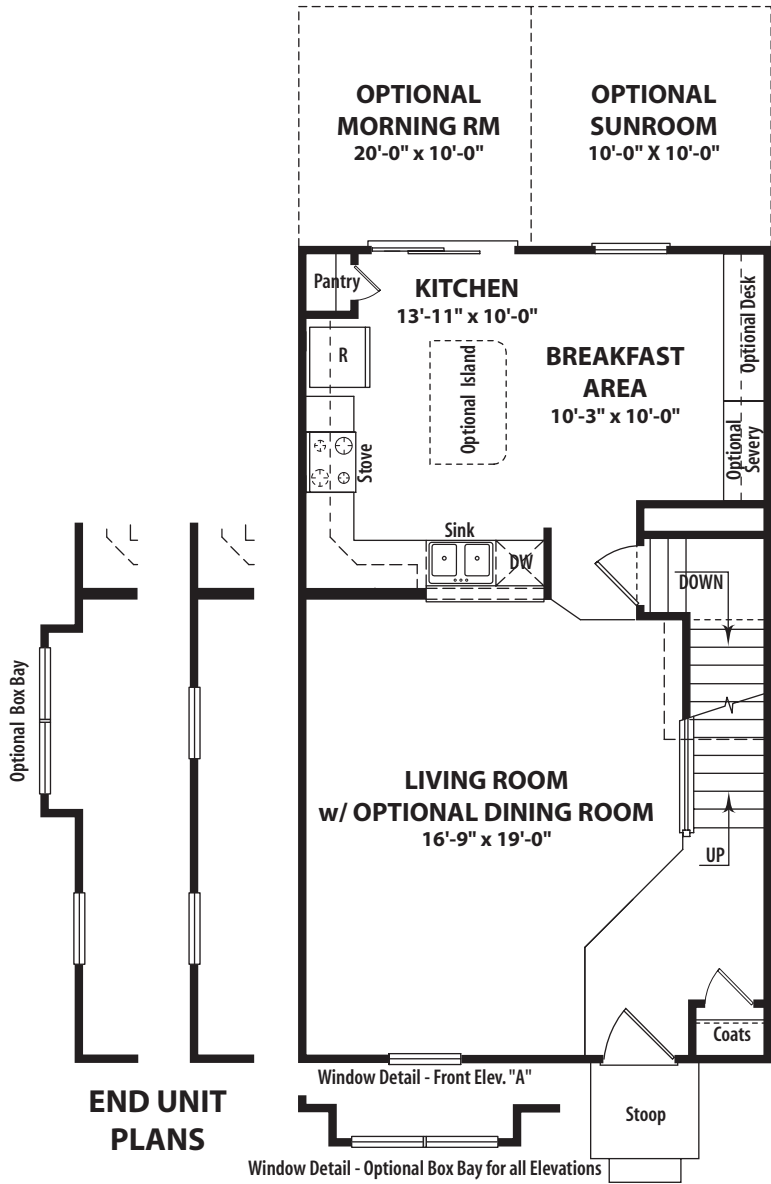 OPTIONAL
MORNING RM
20'-0" x 10'-0"
OPTIONAL
SUNROOM
10'-0" X 10'-0"
Pantry
KITCHEN
13'-11" x 10'-0"
R
Optional Island
BREAKFAST
AREA
10'-3" x 10'-0"
Optional Desk
Optional
Severy
Stove
Sink
DW
DOWN
Optional Box Bay
LIVING ROOM
w/ OPTIONAL DINING ROOM
16'-9" x 19'-0"
UP
Coats
Window Detail - Front Elev. "A"
END UNIT
PLANS
Stoop
Window Detail - Optional Box Bay for all Elevations